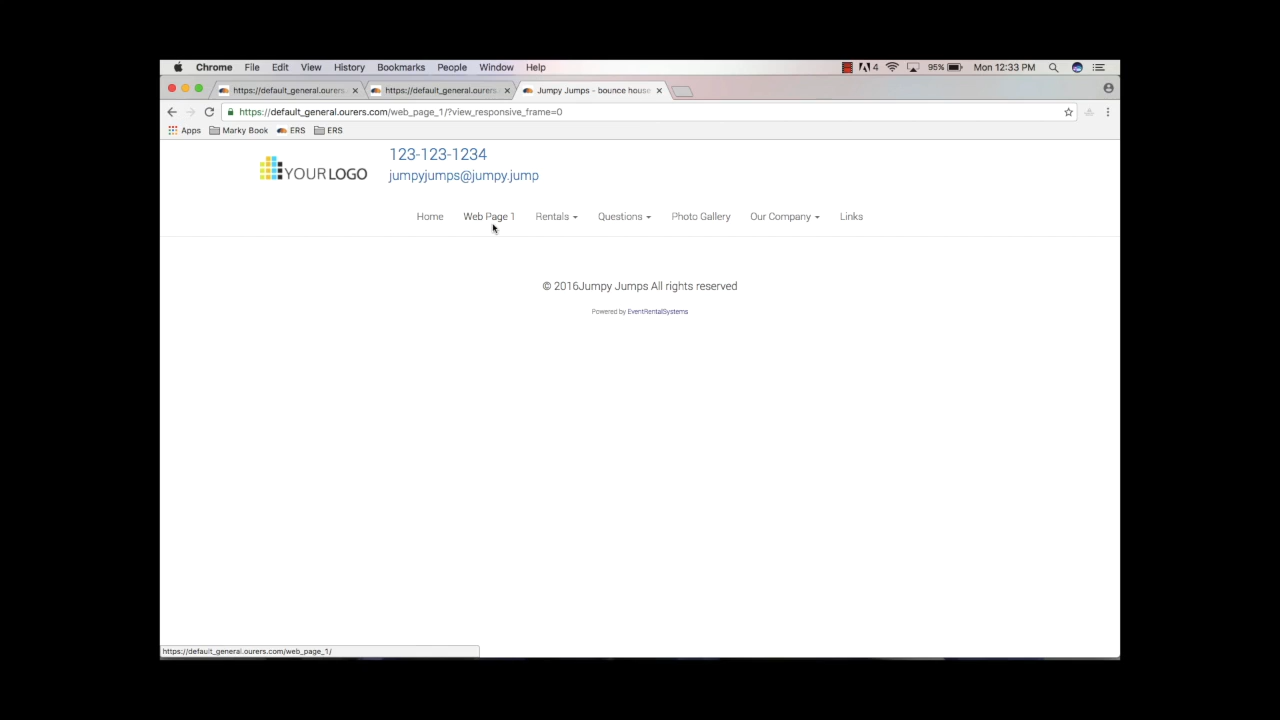 Chrome File Edit View History Bookmarks People Window Help 4 95% Mon 12:33 PM
https://default_general.ourers. https://default_general.ourers. Jumpy Jumps - bounce house
https://default_general.ourers.com/web_page_1/?view_responsive_frame=0
Apps Marky Book ERS ERS
123-123-1234
YOUR LOGO
jumpyjumps@jumpy.jump
Home Web Page 1 Rentals Questions Photo Gallery Our Company Links
© 2016Jumpy Jumps All rights reserved
Powered by EventRentalSystems
https://default_general.ourers.com/web_page_1/